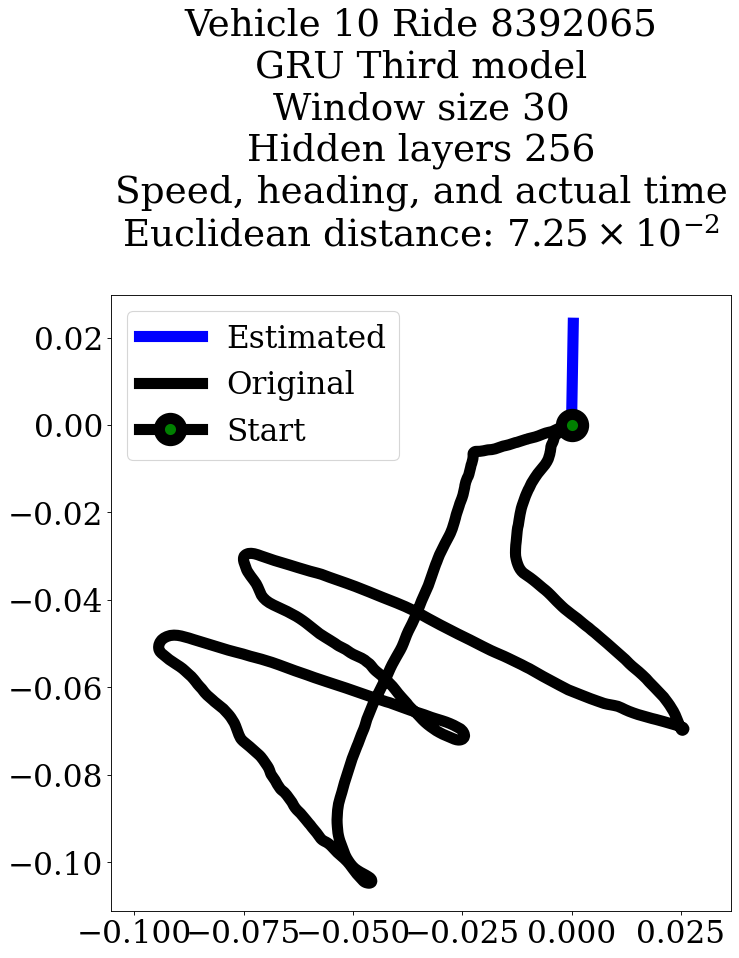 Vehicle 10 Ride 8392065
GRU Third model
Window size 30
Hidden layers 256
Speed, heading, and actual time
Euclidean distance: 7.25 × 10⁻²
Estimated
Original
Start
0.02
0.00
−0.02
−0.04
−0.06
−0.08
−0.10
−0.100 −0.075 −0.050 −0.025 0.000 0.025